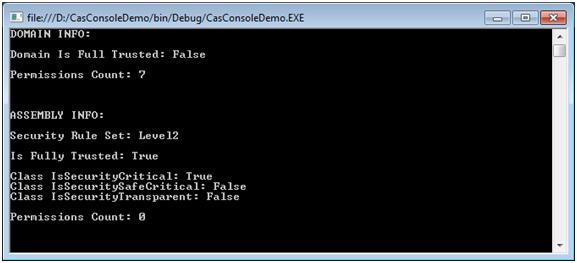 file:///D:/CasConsoleDemo/bin/Debug/CasConsoleDemo.EXE
DOMAIN INFO:
Domain Is Full Trusted: False
Permissions Count: 7
ASSEMBLY INFO:
Security Rule Set: Level2
Is Fully Trusted: True
Class IsSecurityCritical: True
Class IsSecuritySafeCritical: False
Class IsSecurityTransparent: False
Permissions Count: 0